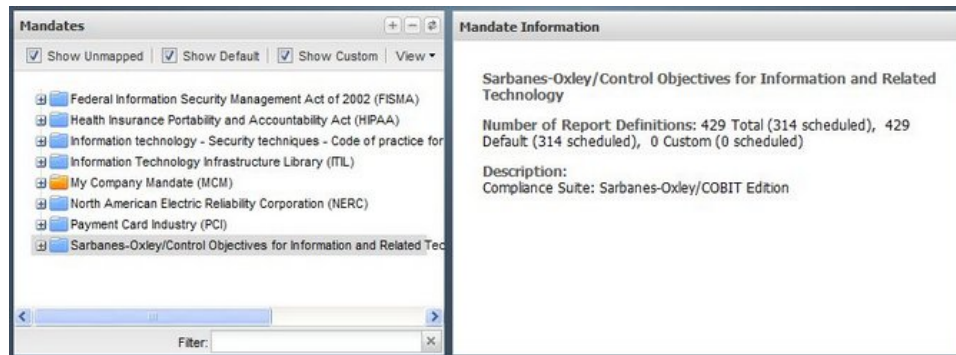 Mandates
Show Unmapped Show Default Show Custom View
Federal Information Security Management Act of 2002 (FISMA)
Health Insurance Portability and Accountability Act (HIPAA)
Information technology - Security techniques - Code of practice for
Information Technology Infrastructure Library (ITIL)
My Company Mandate (MCM)
North American Electric Reliability Corporation (NERC)
Payment Card Industry (PCI)
Sarbanes-Oxley/Control Objectives for Information and Related Tec
Filter:
Mandate Information
Sarbanes-Oxley/Control Objectives for Information and Related
Technology
Number of Report Definitions: 429 Total (314 scheduled), 429
Default (314 scheduled), 0 Custom (0 scheduled)
Description:
Compliance Suite: Sarbanes-Oxley/COBIT Edition